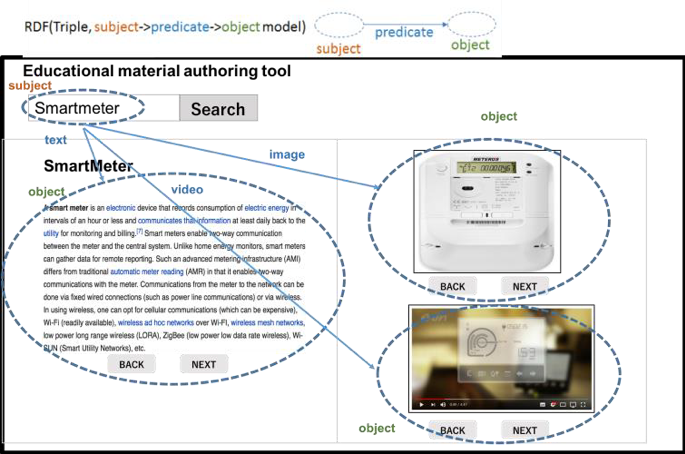 RDF(Triple, subject->predicate->object model)
subject
predicate
object
Educational material authoring tool
subject
Smartmeter
Search
text
image
video
object
object
SmartMeter
A smart meter is an electronic device that records consumption of electric energy in
intervals of an hour or less and communicates that information at least daily back to the
utility for monitoring and billing.[7] Smart meters enable two-way communication
between the meter and the central system. Unlike home energy monitors, smart meters
can gather data for remote reporting. Such an advanced metering infrastructure (AMI)
differs from traditional automatic meter reading (AMR) in that it enables two-way
communications with the meter. Communications from the meter to the network can be
done via fixed wired connections (such as power line communications) or via wireless.
In using wireless, one can opt for cellular communications (which can be expensive),
Wi-Fi (readily available), wireless ad hoc networks over Wi-Fi, wireless mesh networks,
low power long range wireless (LORA), ZigBee (low power low data rate wireless), Wi-
SUN (Smart Utility Networks), etc.
BACK
NEXT
METERUS
BACK
NEXT
object
BACK
NEXT